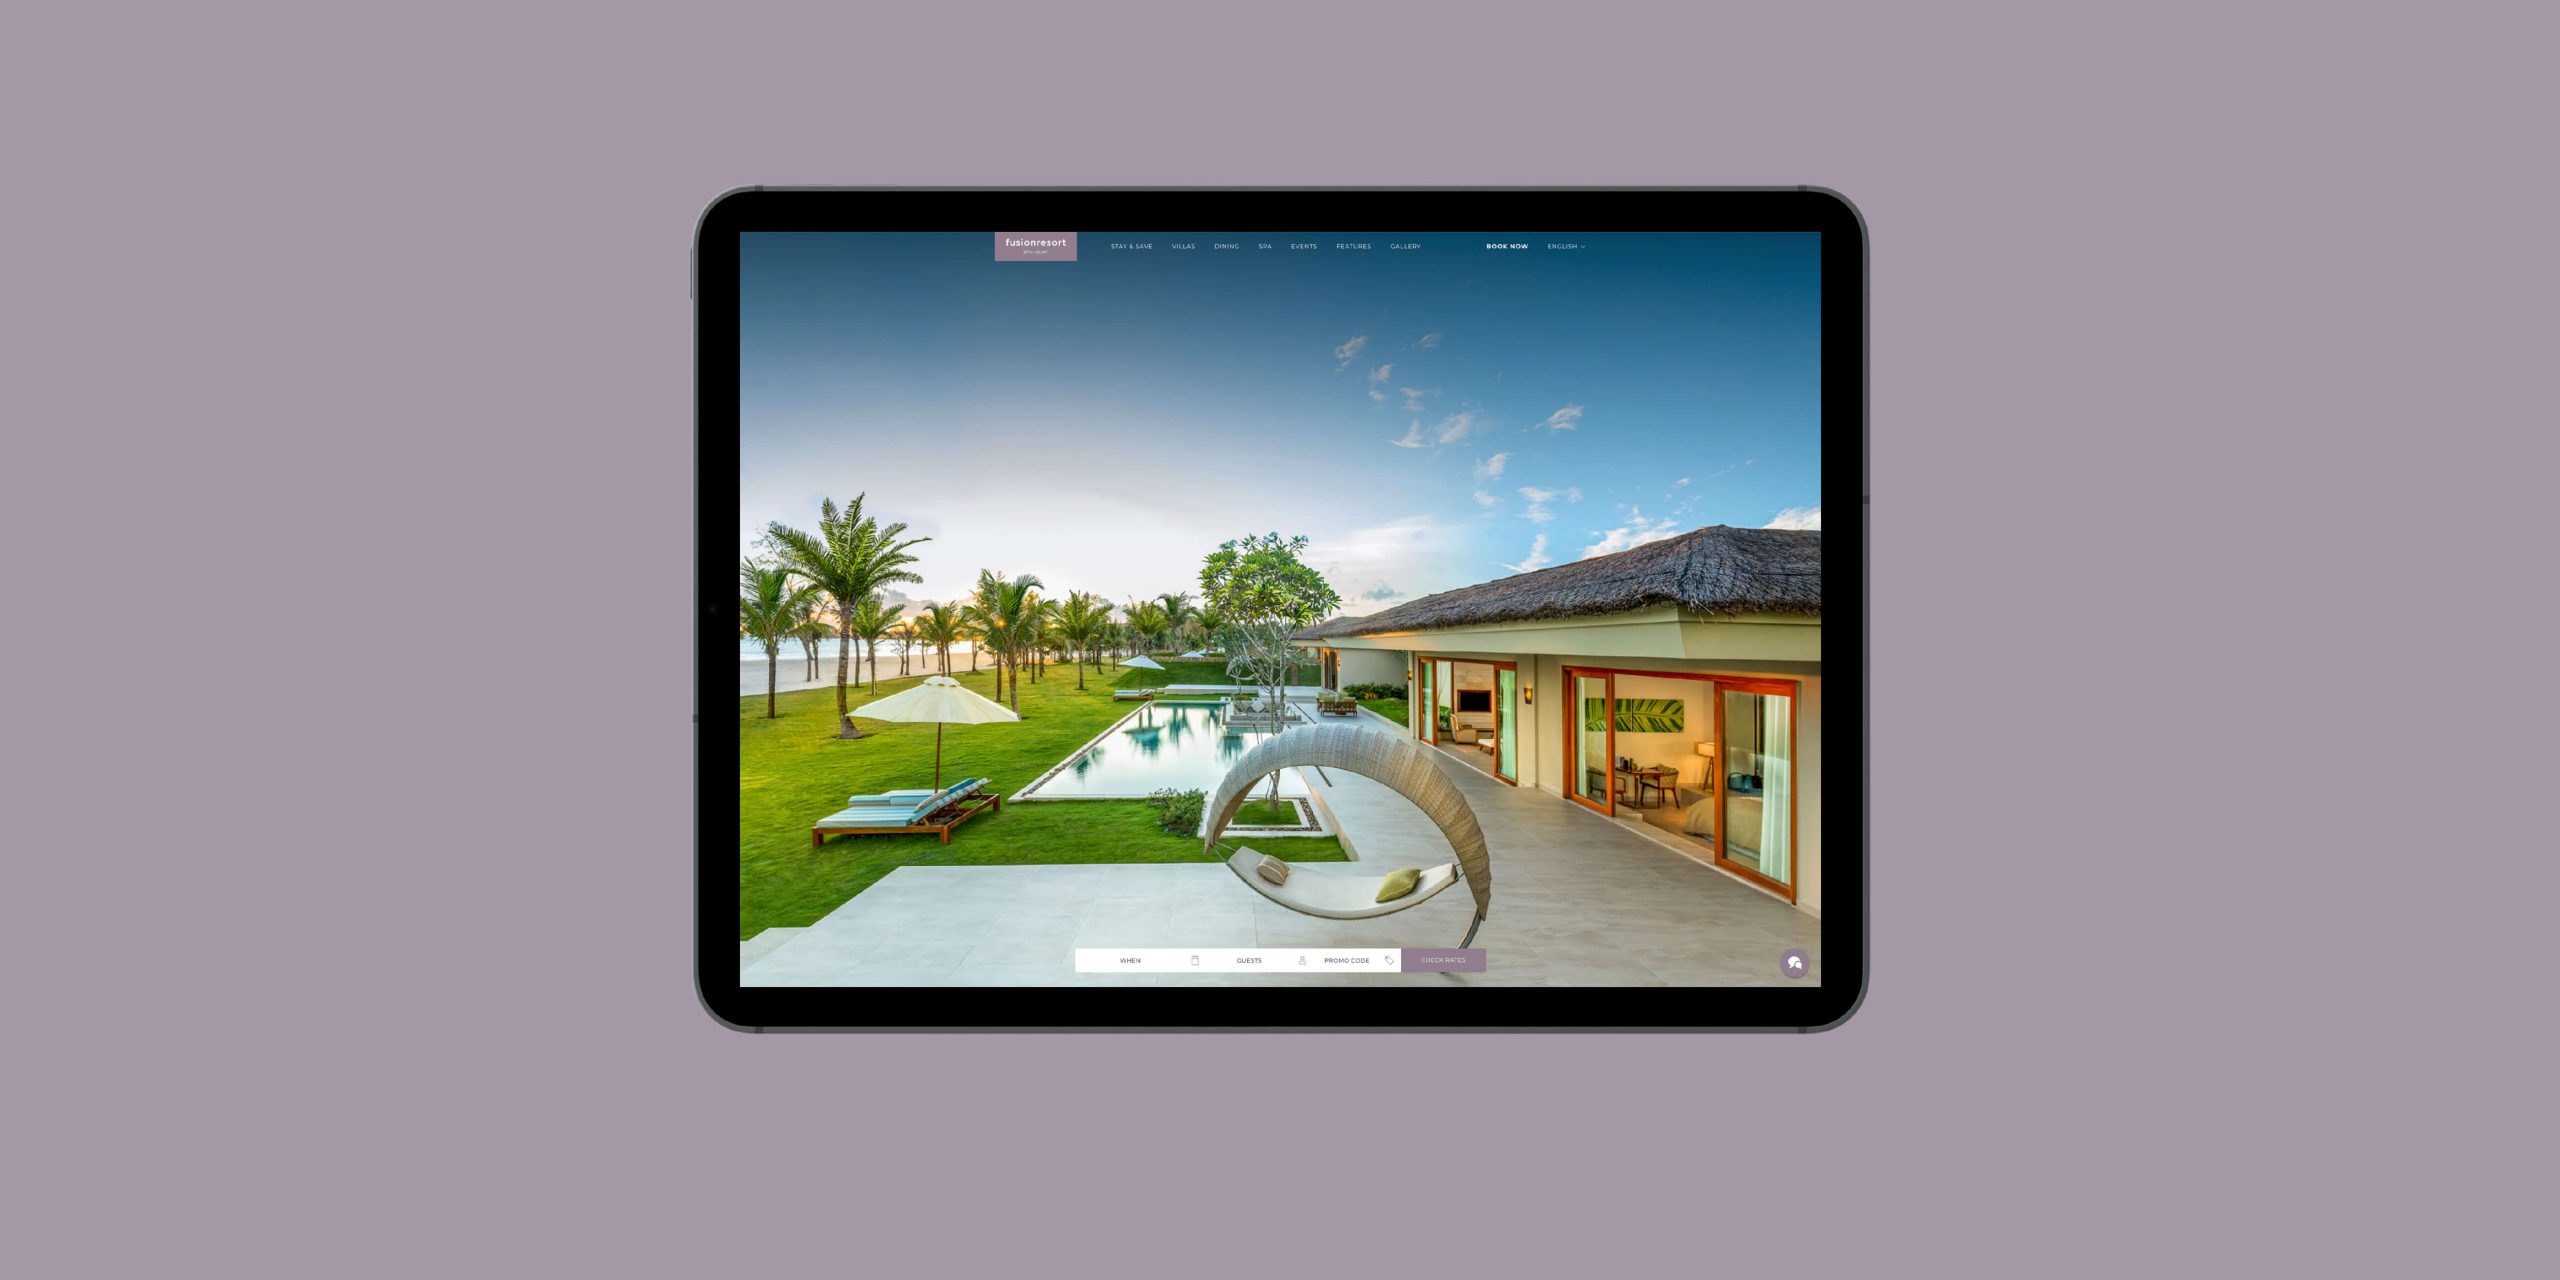 fusionresort
phu quoc
STAY & SAVE VILLAS DINING SPA EVENTS FEATURES GALLERY BOOK NOW ENGLISH
WHEN GUESTS PROMO CODE CHECK RATES